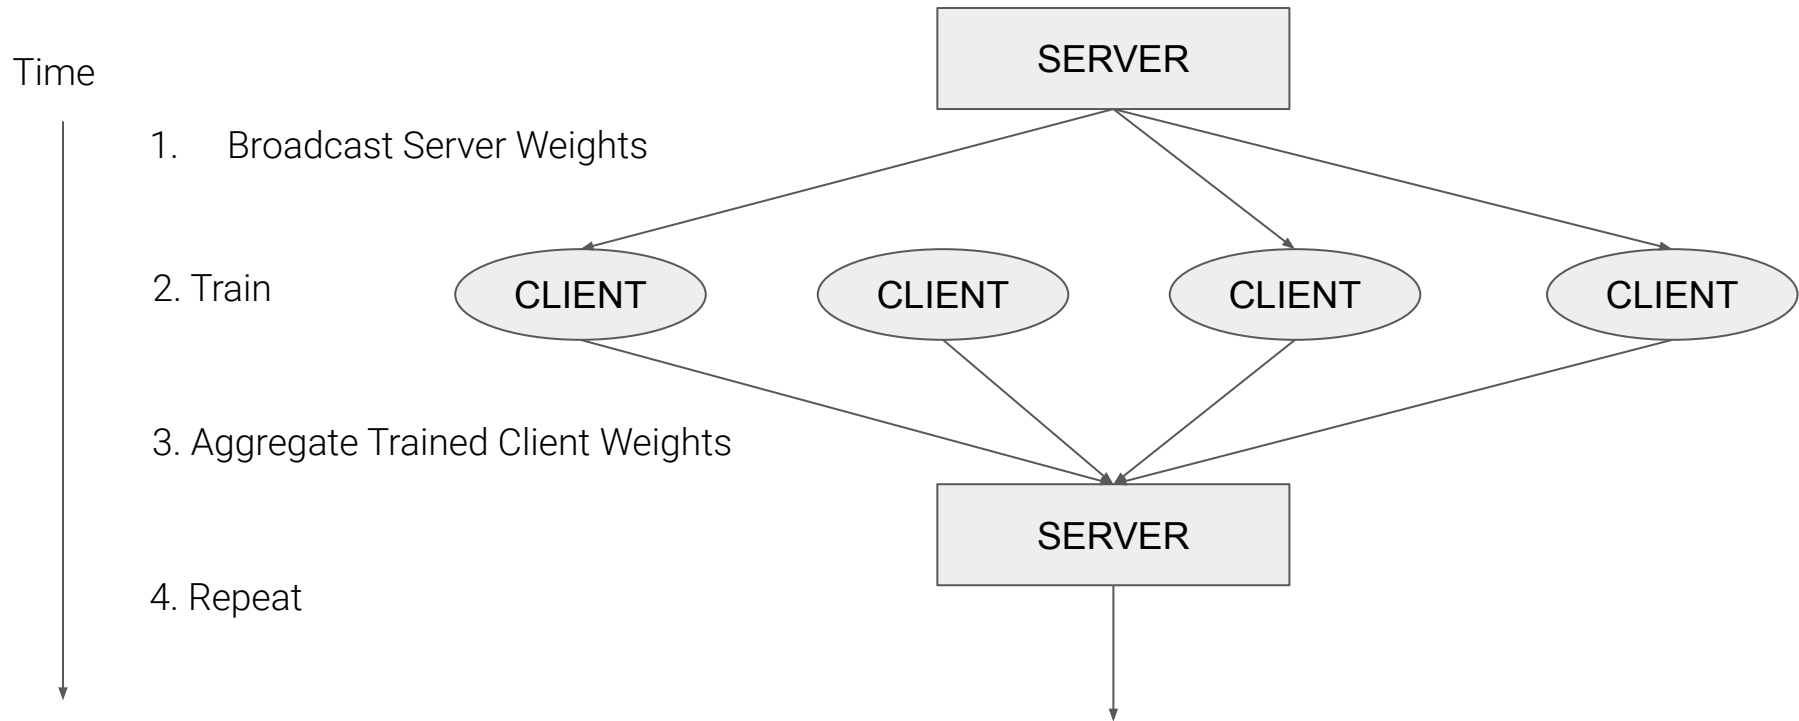 SERVER
Time
1. Broadcast Server Weights
2. Train
CLIENT
CLIENT
CLIENT
CLIENT
3. Aggregate Trained Client Weights
SERVER
4. Repeat